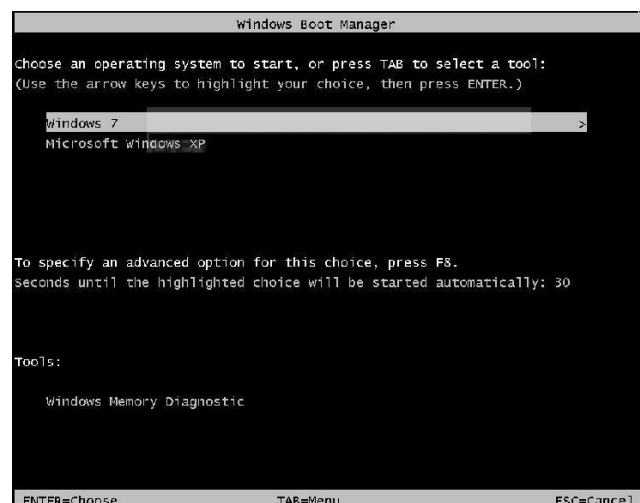 Windows Boot Manager
Choose an operating system to start, or press TAB to select a tool:
(Use the arrow keys to highlight your choice, then press ENTER.)
Windows 7 >
Microsoft Windows XP
To specify an advanced option for this choice, press F8.
Seconds until the highlighted choice will be started automatically: 30
Tools:
Windows Memory Diagnostic
ENTER=Choose TAB=Menu ESC=Cancel